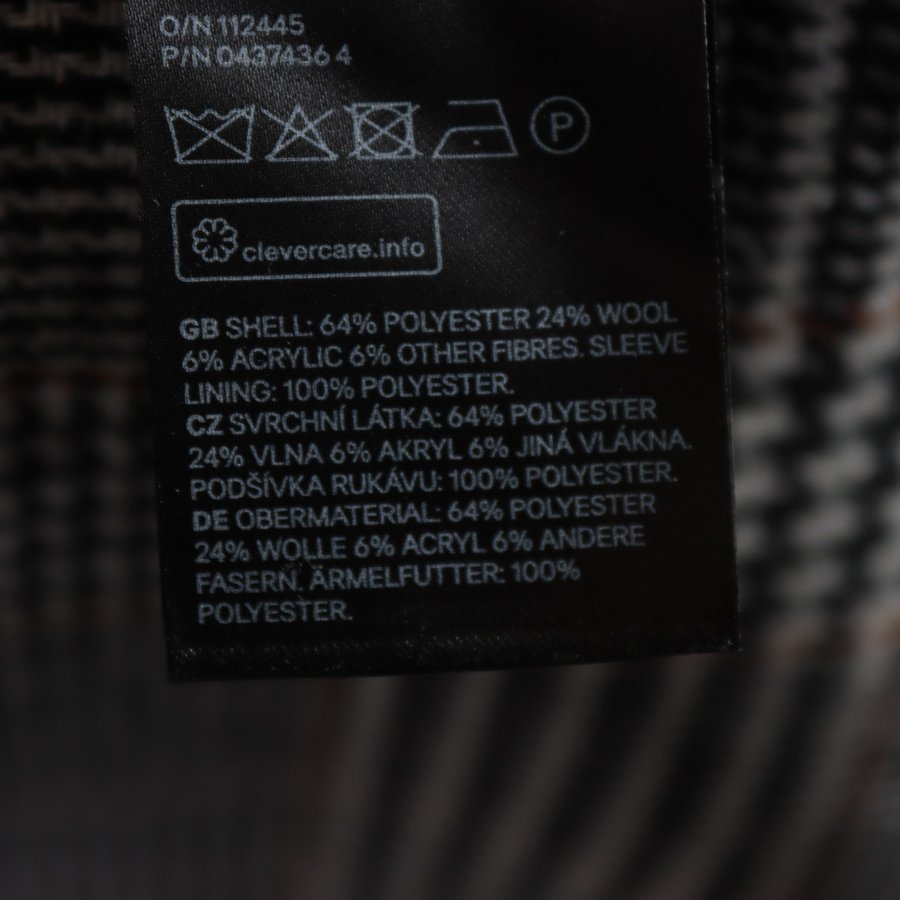 O/N 112445
P/N 0437436 4
P
clevercare.info
GB SHELL: 64% POLYESTER 24% WOOL
6% ACRYLIC 6% OTHER FIBRES. SLEEVE
LINING: 100% POLYESTER.
CZ SVRCHNÍ LÁTKA: 64% POLYESTER
24% VLNA 6% AKRYL 6% JINÁ VLÁKNA.
PODŠÍVKA RUKÁVU: 100% POLYESTER.
DE OBERMATERIAL: 64% POLYESTER
24% WOLLE 6% ACRYL 6% ANDERE
FASERN. ÄRMELFUTTER: 100%
POLYESTER.